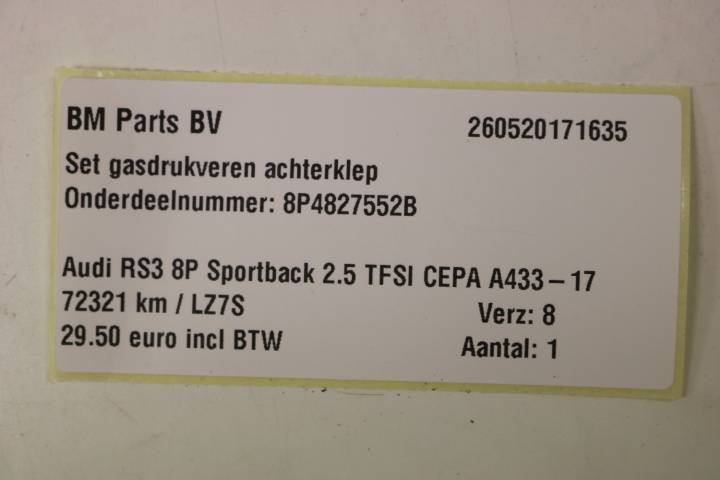 BM Parts BV 260520171635
Set gasdrukveren achterklep
Onderdeelnummer: 8P4827552B
Audi RS3 8P Sportback 2.5 TFSI CEPA A433-17
72321 km / LZ7S Verz: 8
29.50 euro incl BTW Aantal: 1